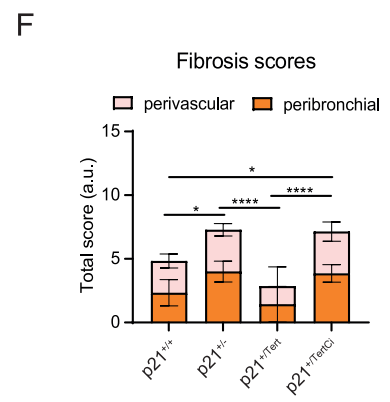 F
Fibrosis scores
perivascular peribronchial
Total score (a.u.)
15
10
5
0
*
* **** ****
p21+/+ p21+/- p21+/Tert p21+/TertCi